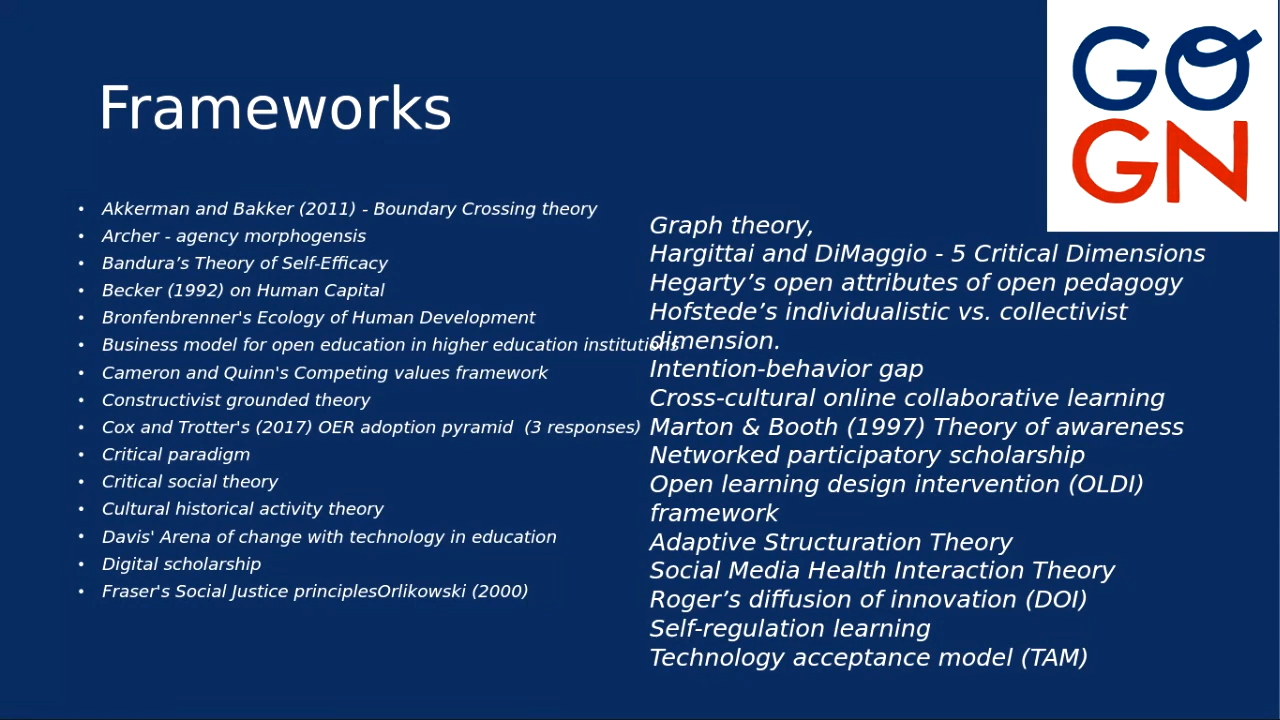 GO
GN
Frameworks
• Akkerman and Bakker (2011) - Boundary Crossing theory
• Archer - agency morphogensis
• Bandura’s Theory of Self-Efficacy
• Becker (1992) on Human Capital
• Bronfenbrenner's Ecology of Human Development
• Business model for open education in higher education institutions
• Cameron and Quinn's Competing values framework
• Constructivist grounded theory
• Cox and Trotter's (2017) OER adoption pyramid (3 responses)
• Critical paradigm
• Critical social theory
• Cultural historical activity theory
• Davis' Arena of change with technology in education
• Digital scholarship
• Fraser's Social Justice principlesOrlikowski (2000)
Graph theory,
Hargittai and DiMaggio - 5 Critical Dimensions
Hegarty’s open attributes of open pedagogy
Hofstede’s individualistic vs. collectivist
dimension.
Intention-behavior gap
Cross-cultural online collaborative learning
Marton & Booth (1997) Theory of awareness
Networked participatory scholarship
Open learning design intervention (OLDI)
framework
Adaptive Structuration Theory
Social Media Health Interaction Theory
Roger’s diffusion of innovation (DOI)
Self-regulation learning
Technology acceptance model (TAM)